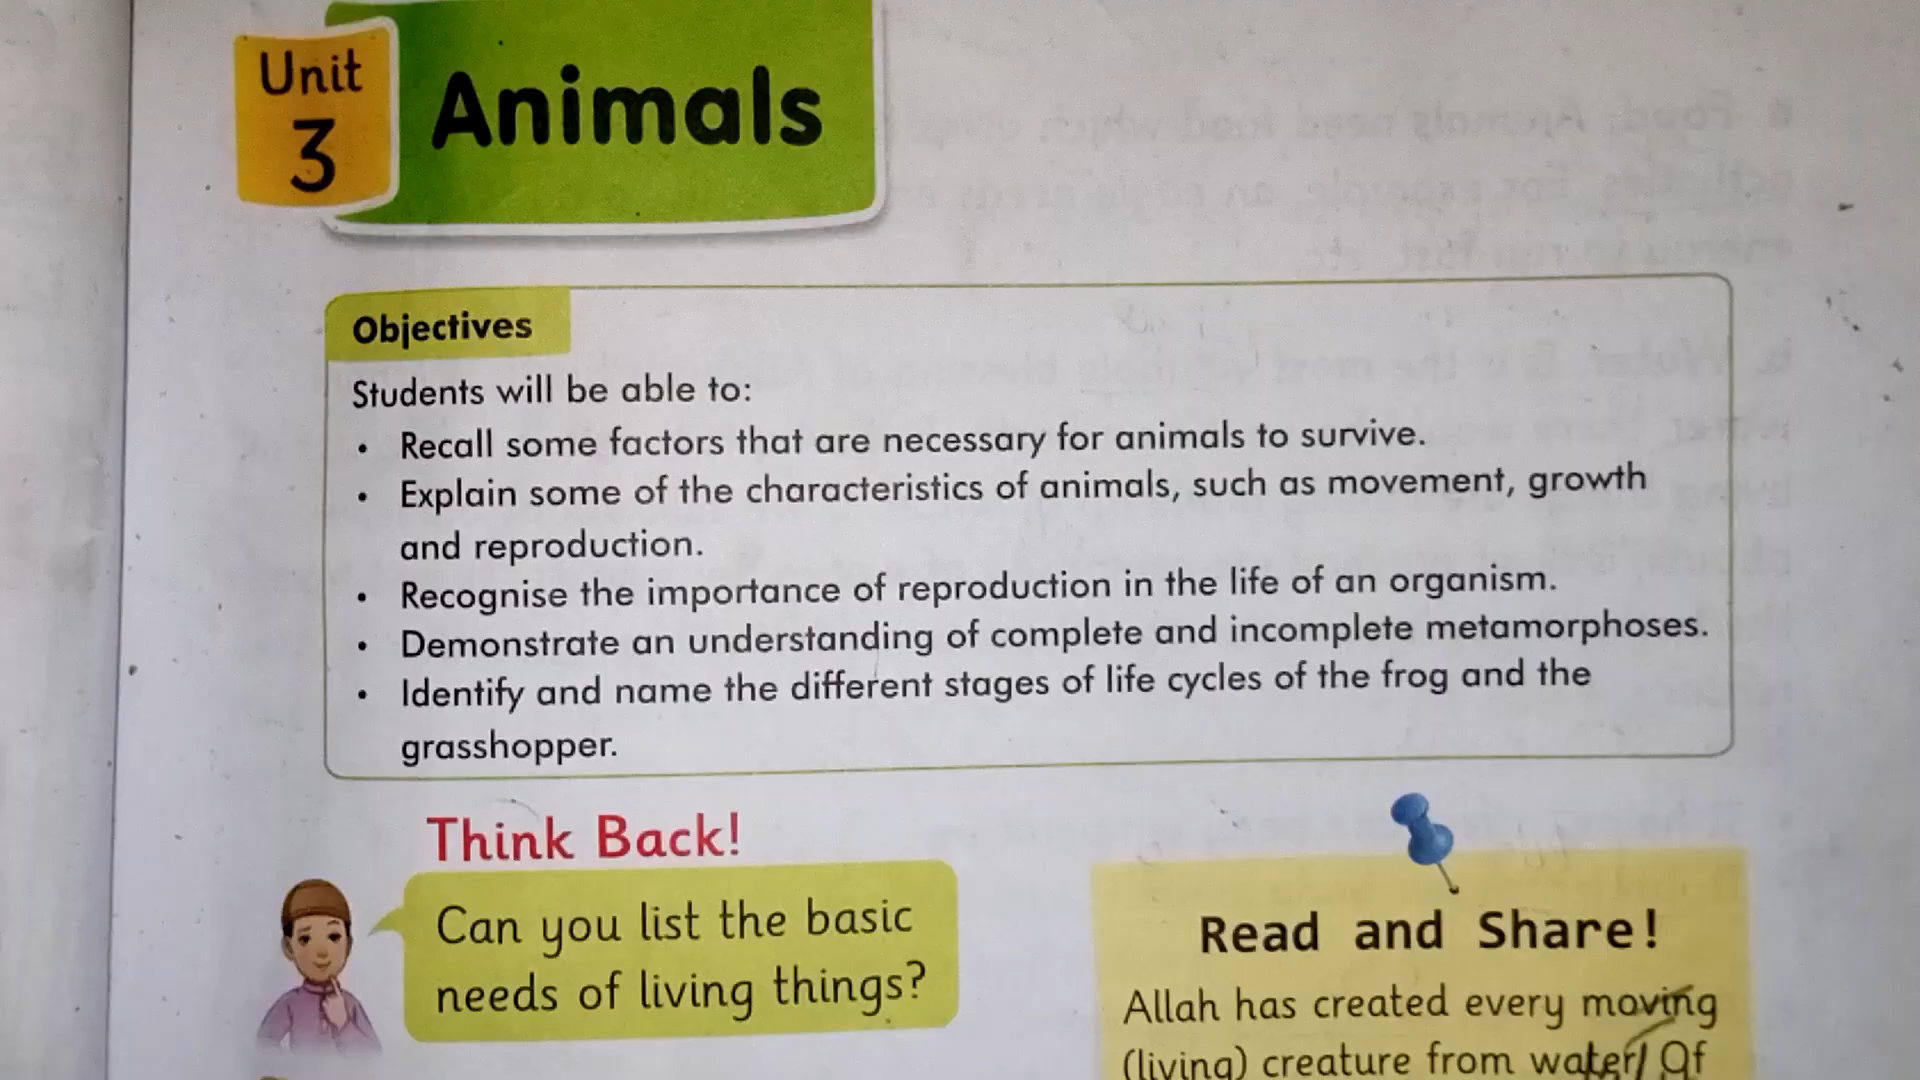 Unit
3
Animals
Objectives
Students will be able to:
• Recall some factors that are necessary for animals to survive.
• Explain some of the characteristics of animals, such as movement, growth
and reproduction.
• Recognise the importance of reproduction in the life of an organism.
• Demonstrate an understanding of complete and incomplete metamorphoses.
• Identify and name the different stages of life cycles of the frog and the
grasshopper.
Think Back!
Can you list the basic
needs of living things?
Read and Share!
Allah has created every moving
(living) creature from water. Of